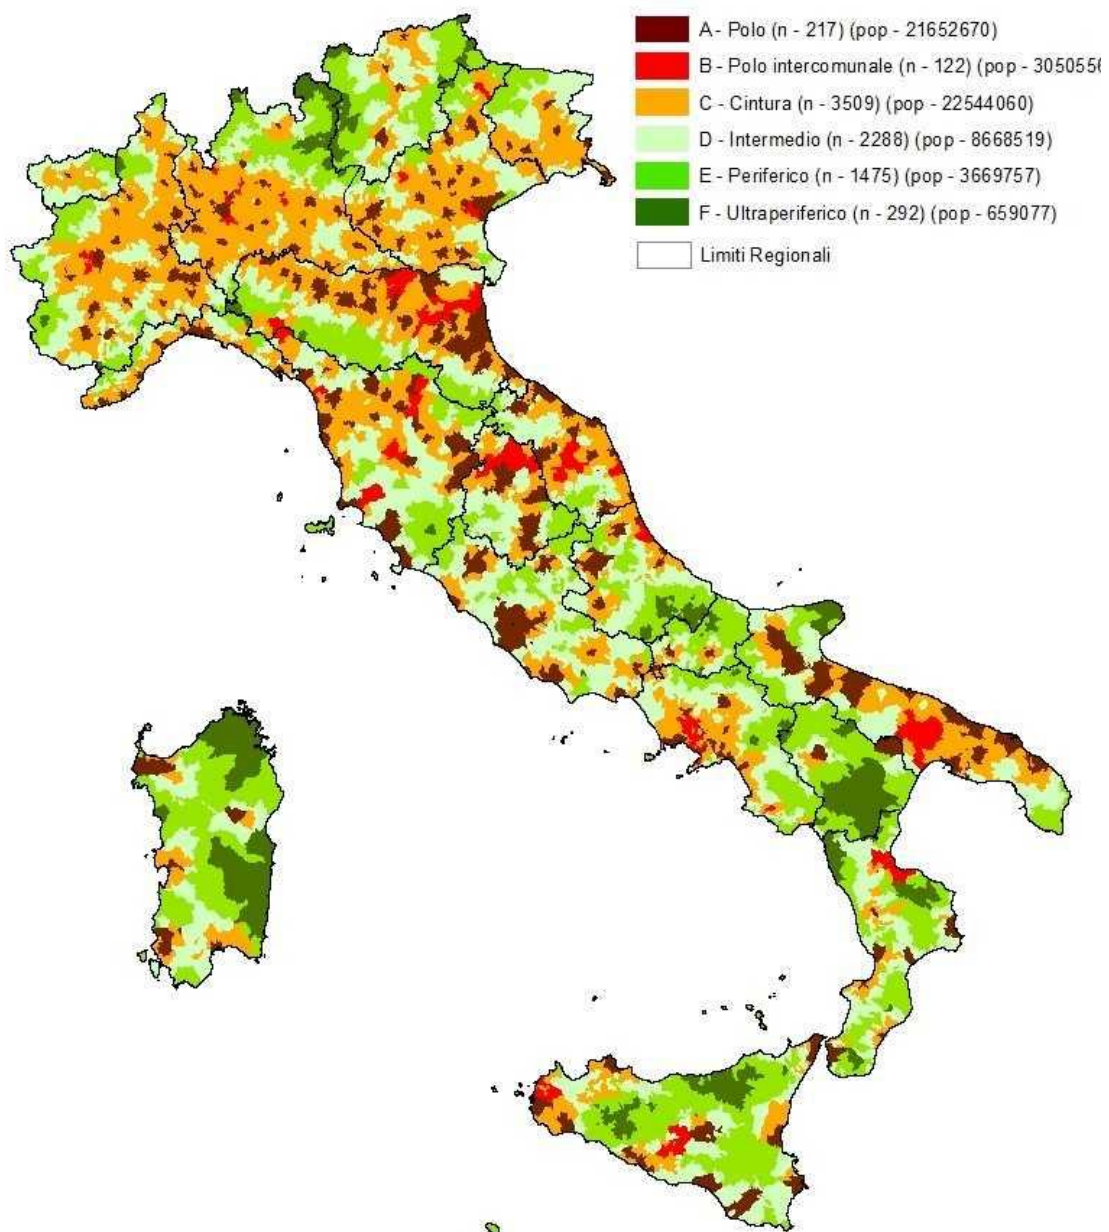 A - Polo (n - 217) (pop - 21652670)
B - Polo intercomunale (n - 122) (pop - 3050556
C - Cintura (n - 3509) (pop - 22544060)
D - Intermedio (n - 2288) (pop - 8668519)
E - Periferico (n - 1475) (pop - 3669757)
F - Ultraperiferico (n - 292) (pop - 659077)
Limiti Regionali